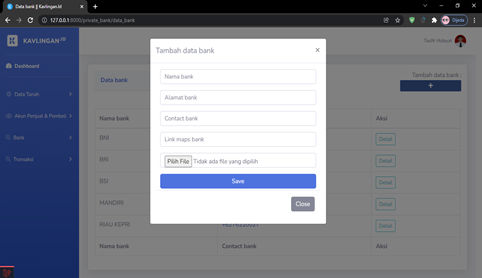 Data bank || Kavlingan.Id
127.0.0.1:8000/private_bank/data_bank
Dijeda
KAVLINGAN.ID
Taufik Hidayat
Dashboard
Data Tanah
Akun Penjual & Pembeli
Bank
Transaksi
Data bank
Tambah data bank
+
Nama bank
Aksi
BNI
Detail
BRI
Detail
BSI
Detail
MANDIRI
Detail
RIAU KEPRI
Detail
Nama bank
Contact bank
Aksi
Tambah data bank
×
Nama bank
Alamat bank
Contact bank
Link maps bank
Pilih File Tidak ada file yang dipilih
Save
Close